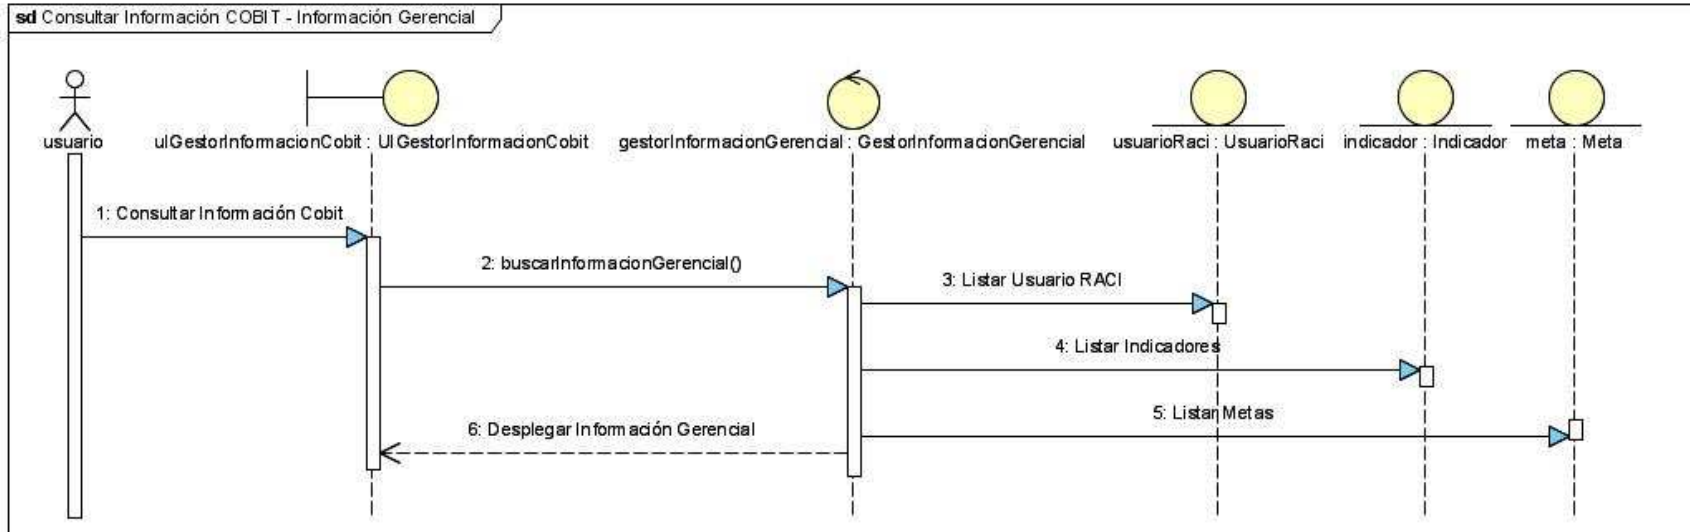 sd Consultar Información COBIT - Información Gerencial
usuario
uIGestorInformacionCobit : UIGestorInformacionCobit
gestorInformacionGerencial : GestorInformacionGerencial
usuarioRaci : UsuarioRaci
indicador : Indicador
meta : Meta
1: Consultar Información Cobit
2: buscarInformacionGerencial()
3: Listar Usuario RACI
4: Listar Indicadores
5: Listar Metas
6: Desplegar Información Gerencial